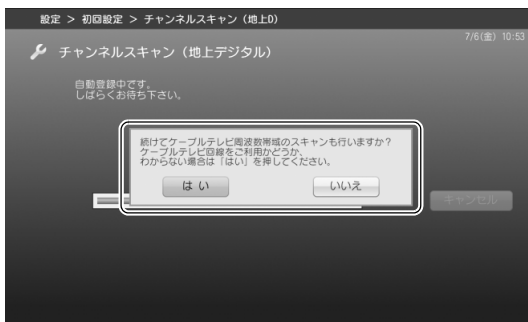 設定 > 初回設定 > チャンネルスキャン（地上D）
7/6(金) 10:53
チャンネルスキャン（地上デジタル）
自動登録中です。
しばらくお待ち下さい。
続けてケーブルテレビ周波数帯域のスキャンも行いますか？
ケーブルテレビ回線をご利用かどうか、
わからない場合は「はい」を押してください。
はい
いいえ
キャンセル